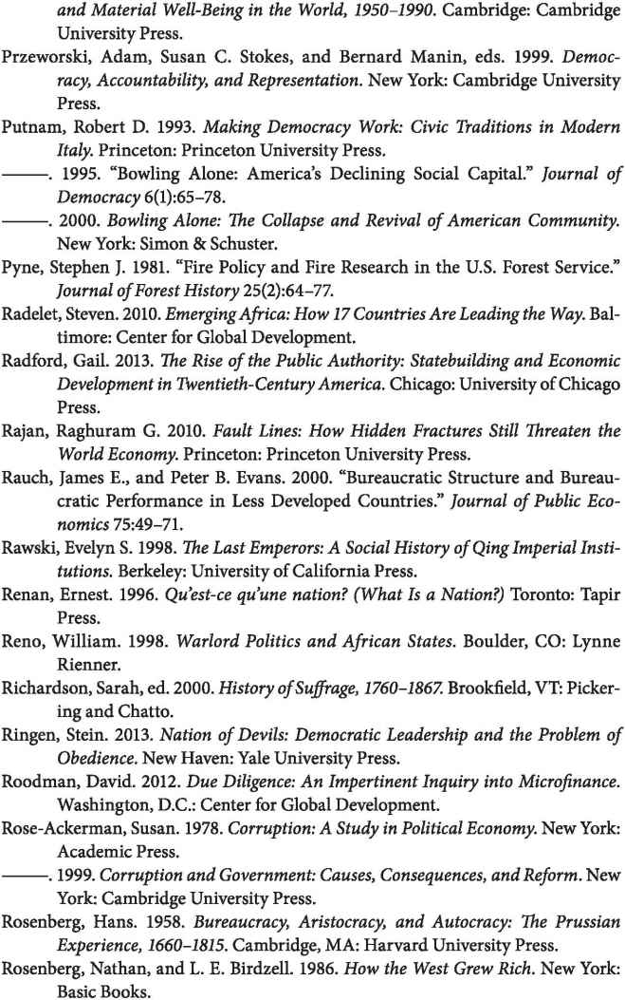 and Material Well-Being in the World, 1950–1990. Cambridge: Cambridge
University Press.
Przeworski, Adam, Susan C. Stokes, and Bernard Manin, eds. 1999. Democ-
racy, Accountability, and Representation. New York: Cambridge University
Press.
Putnam, Robert D. 1993. Making Democracy Work: Civic Traditions in Modern
Italy. Princeton: Princeton University Press.
———. 1995. “Bowling Alone: America’s Declining Social Capital.” Journal of
Democracy 6(1):65–78.
———. 2000. Bowling Alone: The Collapse and Revival of American Community.
New York: Simon & Schuster.
Pyne, Stephen J. 1981. “Fire Policy and Fire Research in the U.S. Forest Service.”
Journal of Forest History 25(2):64–77.
Radelet, Steven. 2010. Emerging Africa: How 17 Countries Are Leading the Way. Bal-
timore: Center for Global Development.
Radford, Gail. 2013. The Rise of the Public Authority: Statebuilding and Economic
Development in Twentieth-Century America. Chicago: University of Chicago
Press.
Rajan, Raghuram G. 2010. Fault Lines: How Hidden Fractures Still Threaten the
World Economy. Princeton: Princeton University Press.
Rauch, James E., and Peter B. Evans. 2000. “Bureaucratic Structure and Bureau-
cratic Performance in Less Developed Countries.” Journal of Public Eco-
nomics 75:49–71.
Rawski, Evelyn S. 1998. The Last Emperors: A Social History of Qing Imperial Insti-
tutions. Berkeley: University of California Press.
Renan, Ernest. 1996. Qu’est-ce qu’une nation? (What Is a Nation?) Toronto: Tapir
Press.
Reno, William. 1998. Warlord Politics and African States. Boulder, CO: Lynne
Rienner.
Richardson, Sarah, ed. 2000. History of Suffrage, 1760–1867. Brookfield, VT: Picker-
ing and Chatto.
Ringen, Stein. 2013. Nation of Devils: Democratic Leadership and the Problem of
Obedience. New Haven: Yale University Press.
Roodman, David. 2012. Due Diligence: An Impertinent Inquiry into Microfinance.
Washington, D.C.: Center for Global Development.
Rose-Ackerman, Susan. 1978. Corruption: A Study in Political Economy. New York:
Academic Press.
———. 1999. Corruption and Government: Causes, Consequences, and Reform. New
York: Cambridge University Press.
Rosenberg, Hans. 1958. Bureaucracy, Aristocracy, and Autocracy: The Prussian
Experience, 1660–1815. Cambridge, MA: Harvard University Press.
Rosenberg, Nathan, and L. E. Birdzell. 1986. How the West Grew Rich. New York:
Basic Books.